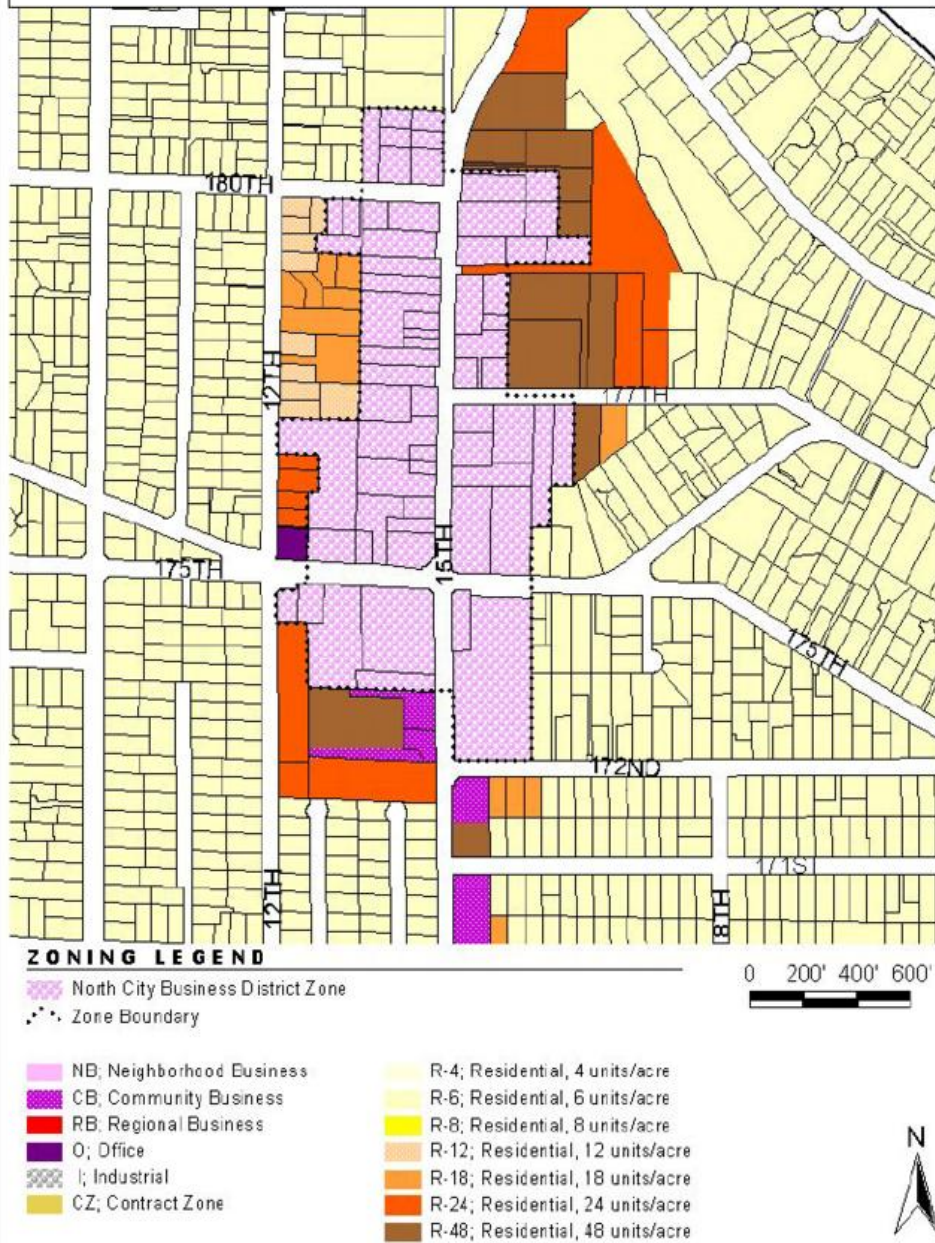 180TH
12TH
177TH
15TH
175TH
175TH
172ND
171ST
12TH
8TH
ZONING LEGEND
North City Business District Zone
Zone Boundary
0 200' 400' 600'
NB; Neighborhood Business
CB; Community Business
RB; Regional Business
O; Office
I; Industrial
CZ; Contract Zone
R-4; Residential, 4 units/acre
R-6; Residential, 6 units/acre
R-8; Residential, 8 units/acre
R-12; Residential, 12 units/acre
R-18; Residential, 18 units/acre
R-24; Residential, 24 units/acre
R-48; Residential, 48 units/acre
N